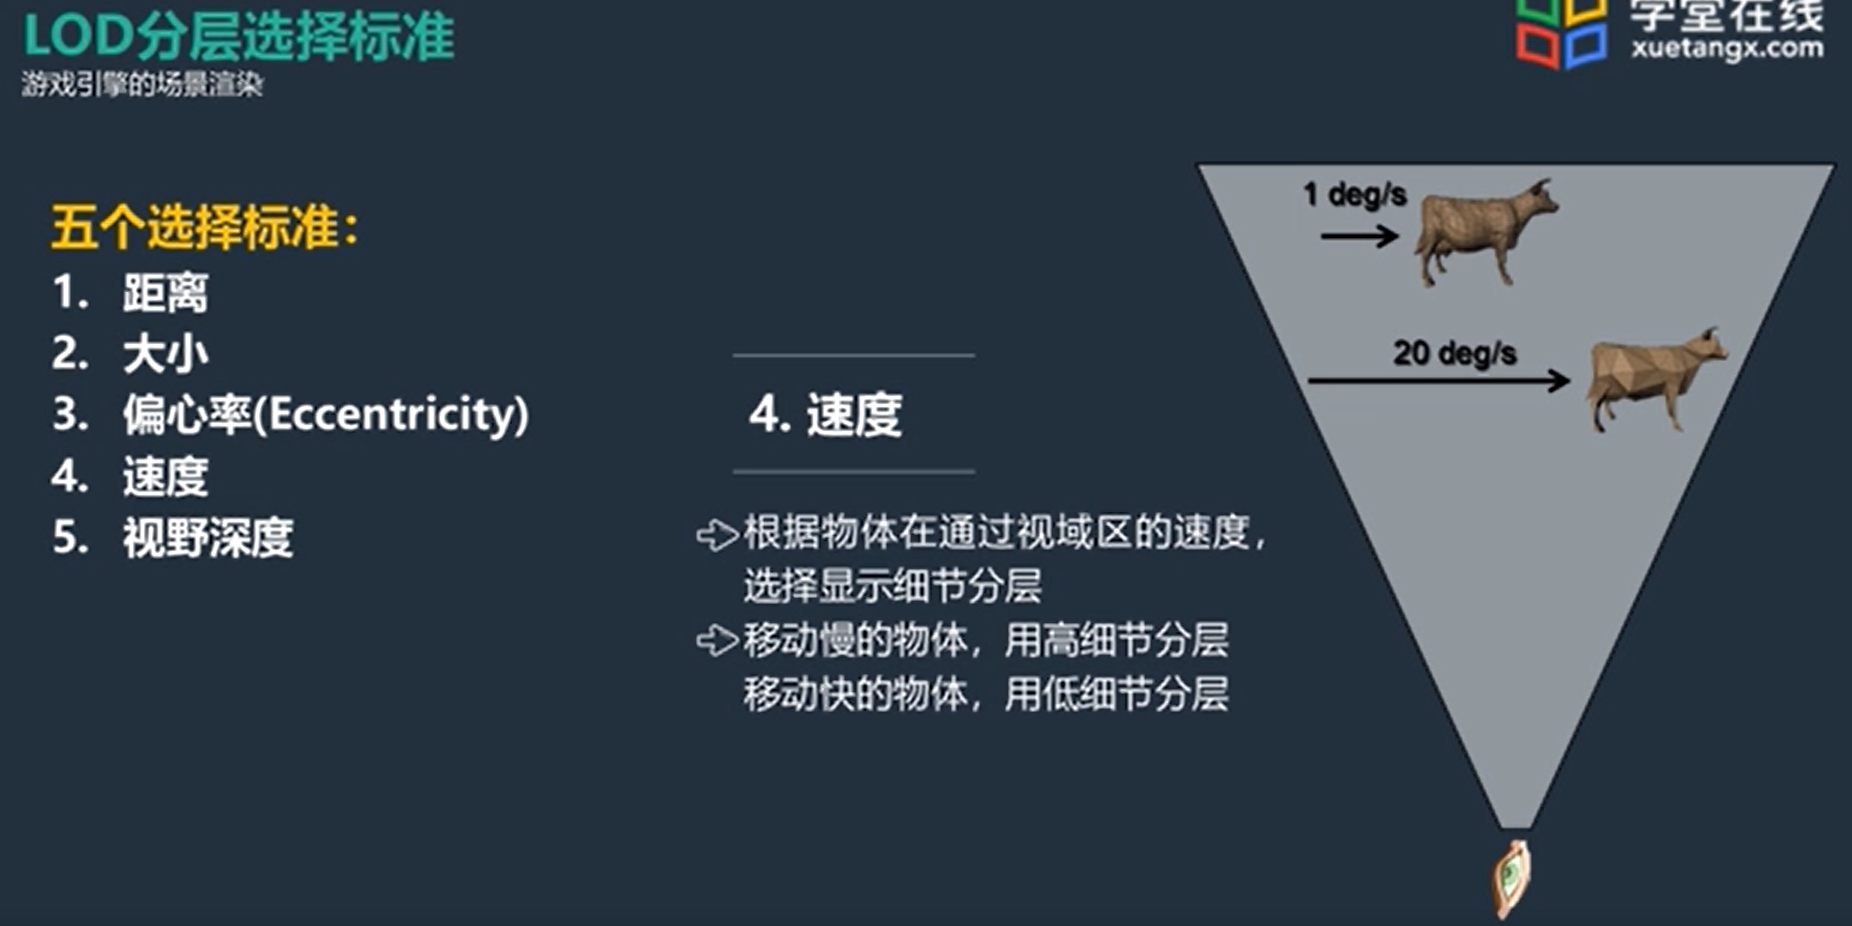 LOD分层选择标准
游戏引擎的场景渲染
学堂在线
xuetangx.com
五个选择标准：
1. 距离
2. 大小
3. 偏心率(Eccentricity)
4. 速度
5. 视野深度
4. 速度
根据物体在通过视域区的速度，
选择显示细节分层
移动慢的物体，用高细节分层
移动快的物体，用低细节分层
1 deg/s
20 deg/s